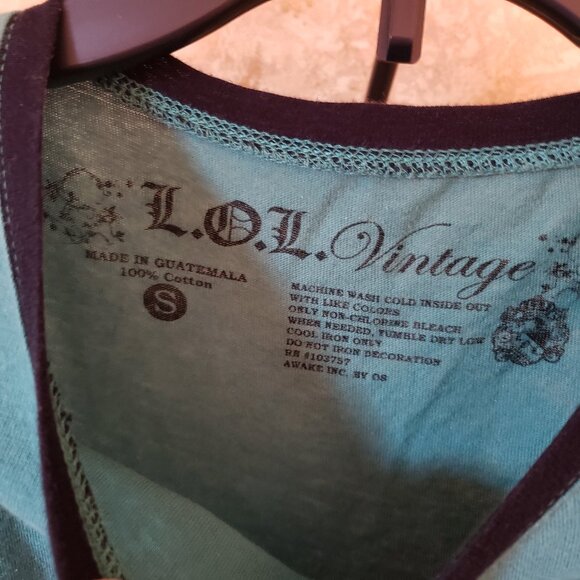 L.O.L. Vintage
MADE IN GUATEMALA
100% Cotton
S
MACHINE WASH COLD INSIDE OUT
WITH LIKE COLORS
ONLY NON-CHLORINE BLEACH
WHEN NEEDED, TUMBLE DRY LOW
COOL IRON ONLY
DO NOT IRON DECORATION
RN #103757
AWAKE INC. BY OS